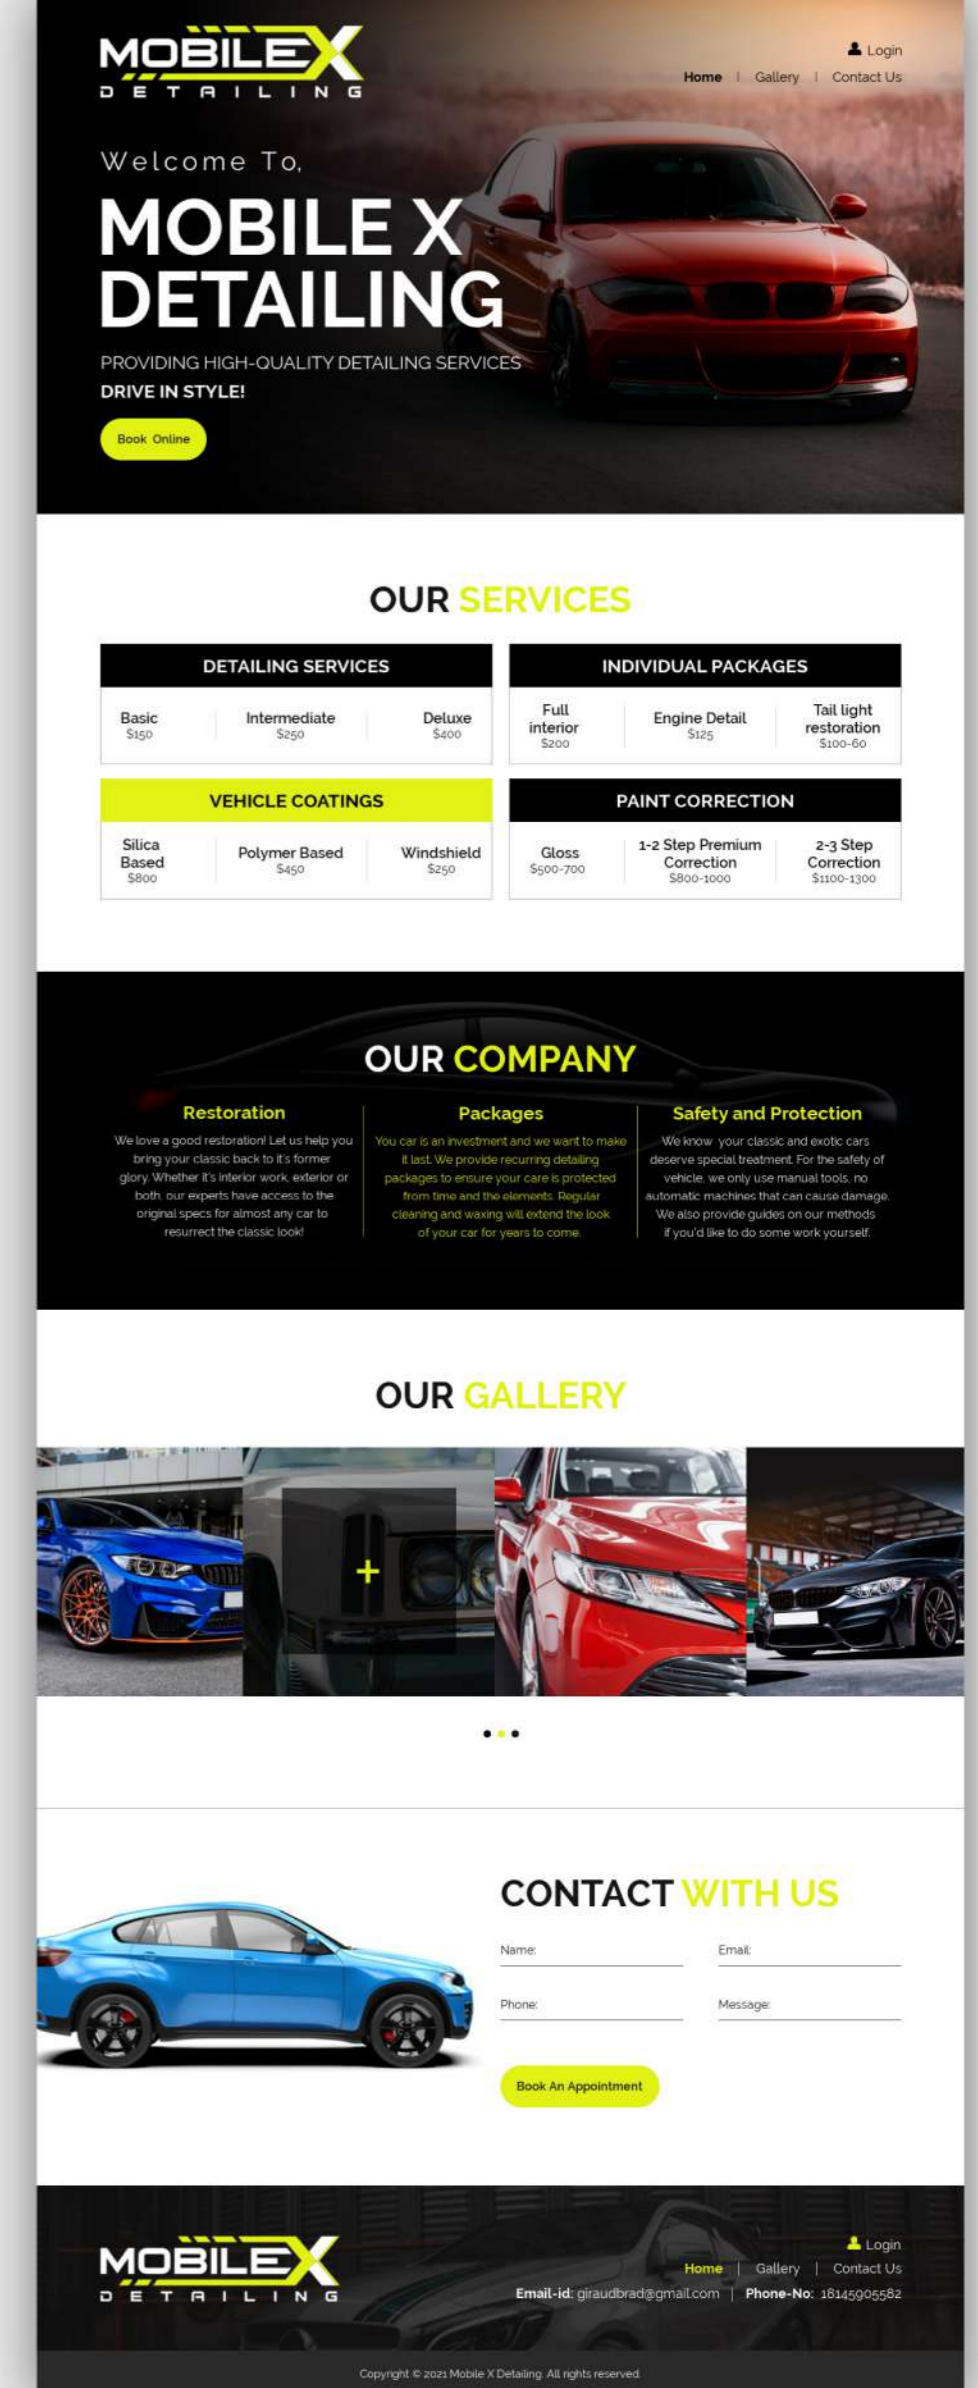 MOBILEX
DETAILING
Login
Home | Gallery | Contact Us
Welcome To,
MOBILE X
DETAILING
PROVIDING HIGH-QUALITY DETAILING SERVICES
DRIVE IN STYLE!
Book Online
OUR SERVICES
DETAILING SERVICES
Basic
$150
Intermediate
$250
Deluxe
$400
INDIVIDUAL PACKAGES
Full
interior
$200
Engine Detail
$125
Tail light
restoration
$100-60
VEHICLE COATINGS
Silica
Based
$800
Polymer Based
$450
Windshield
$250
PAINT CORRECTION
Gloss
$500-700
1-2 Step Premium
Correction
$800-1000
2-3 Step
Correction
$1100-1300
OUR COMPANY
Restoration
We love a good restoration! Let us help you
bring your classic back to it's former
glory. Whether it's interior work, exterior or
both, our experts have access to the
original specs for almost any car to
resurrect the classic look!
Packages
You car is an investment and we want to make
it last. We provide recurring detailing
packages to ensure your care is protected
from time and the elements. Regular
cleaning and waxing will extend the look
of your car for years to come.
Safety and Protection
We know your classic and exotic cars
deserve special treatment. For the safety of
vehicle, we only use manual tools, no
automatic machines that can cause damage.
We also provide guides on our methods
if you'd like to do some work yourself.
OUR GALLERY
+
CONTACT WITH US
Name:
Email:
Phone:
Message:
Book An Appointment
MOBILEX
DETAILING
Login
Home | Gallery | Contact Us
Email-id: giraudbrad@gmail.com | Phone-No: 18145905582
Copyright © 2021 Mobile X Detailing. All rights reserved.